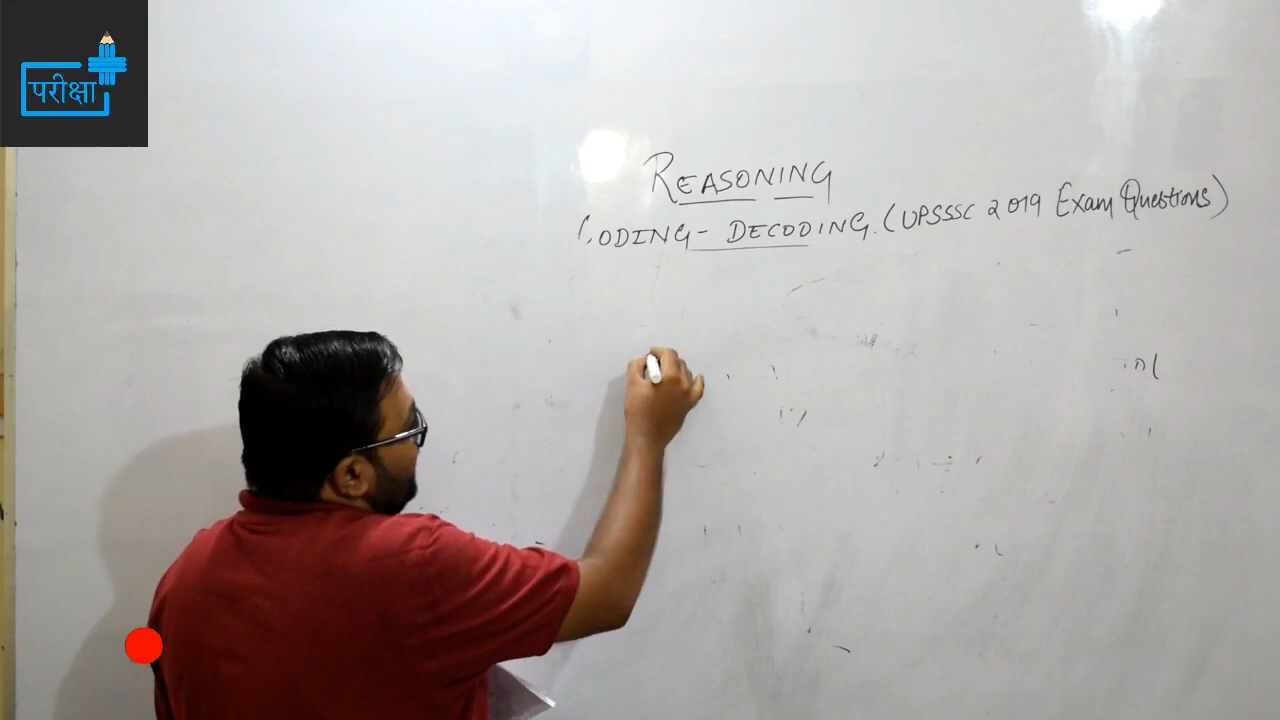 परीक्षा
REASONING
CODING - DECODING. (UPSSSC 2019 Exam Questions)